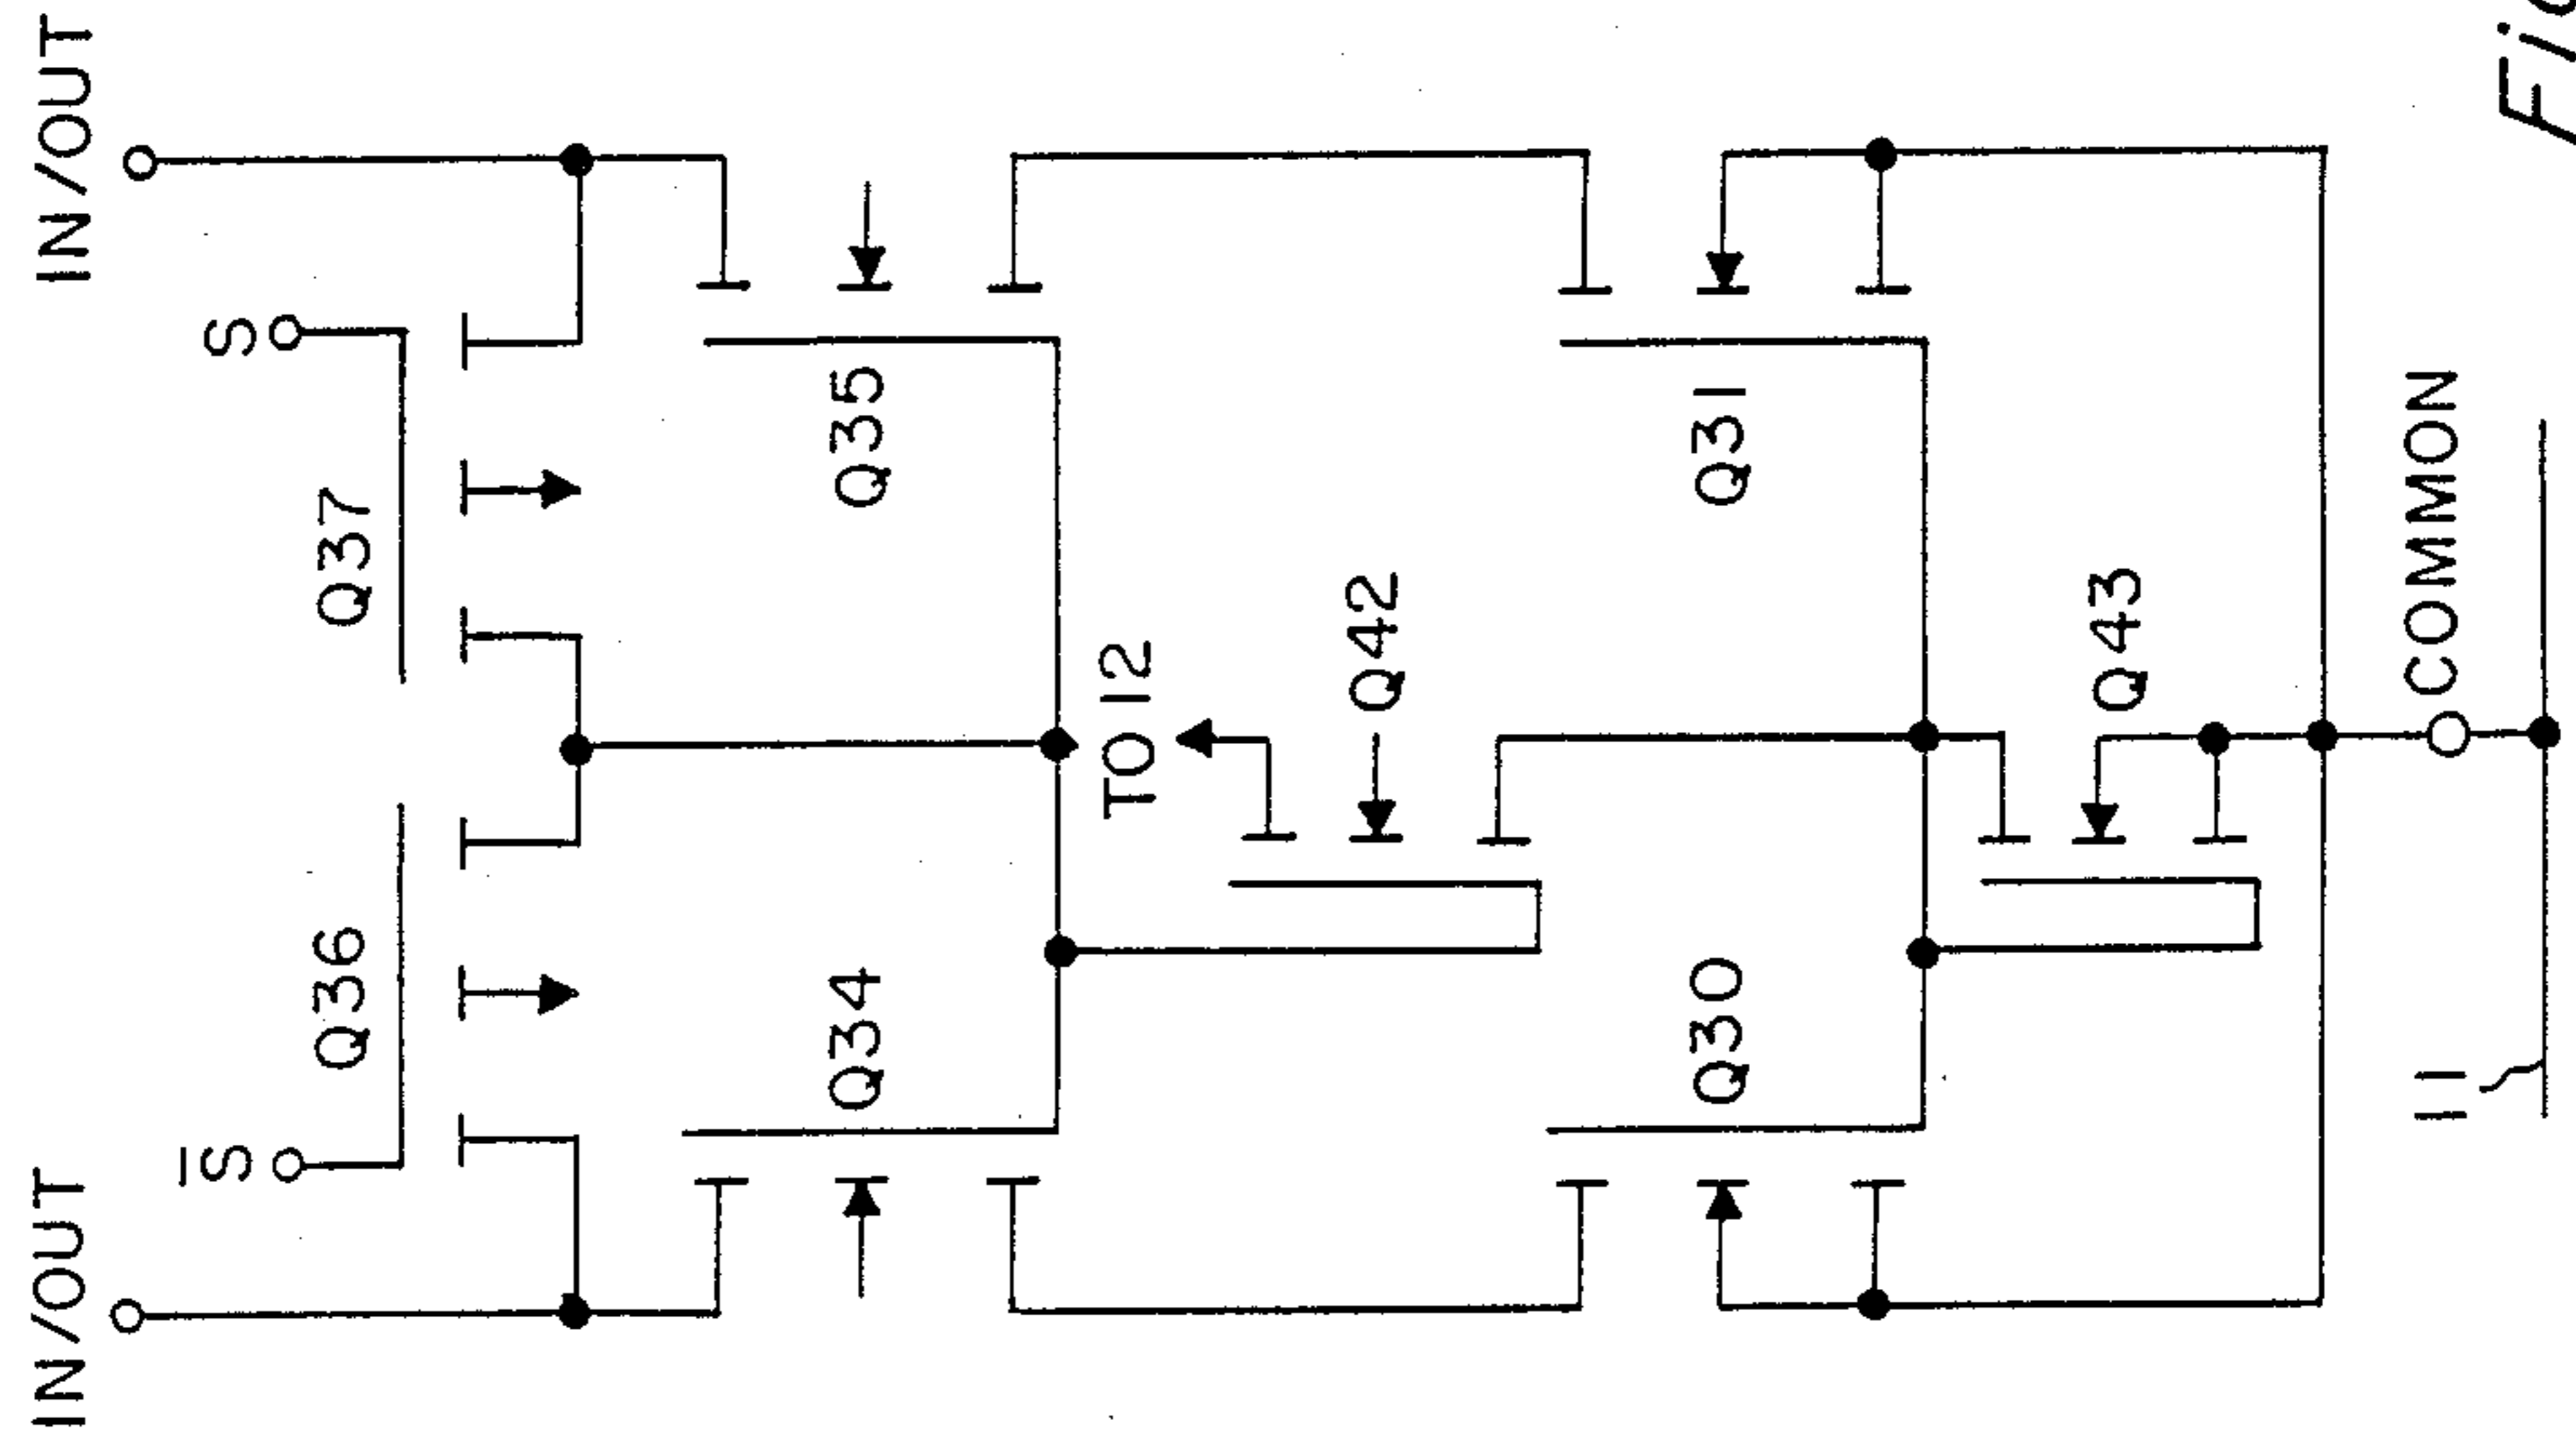 IN/OUT
IN/OUT
S̅
S
Q36
Q37
Q34
Q35
TO 12
Q42
Q30
Q31
Q43
COMMON
11